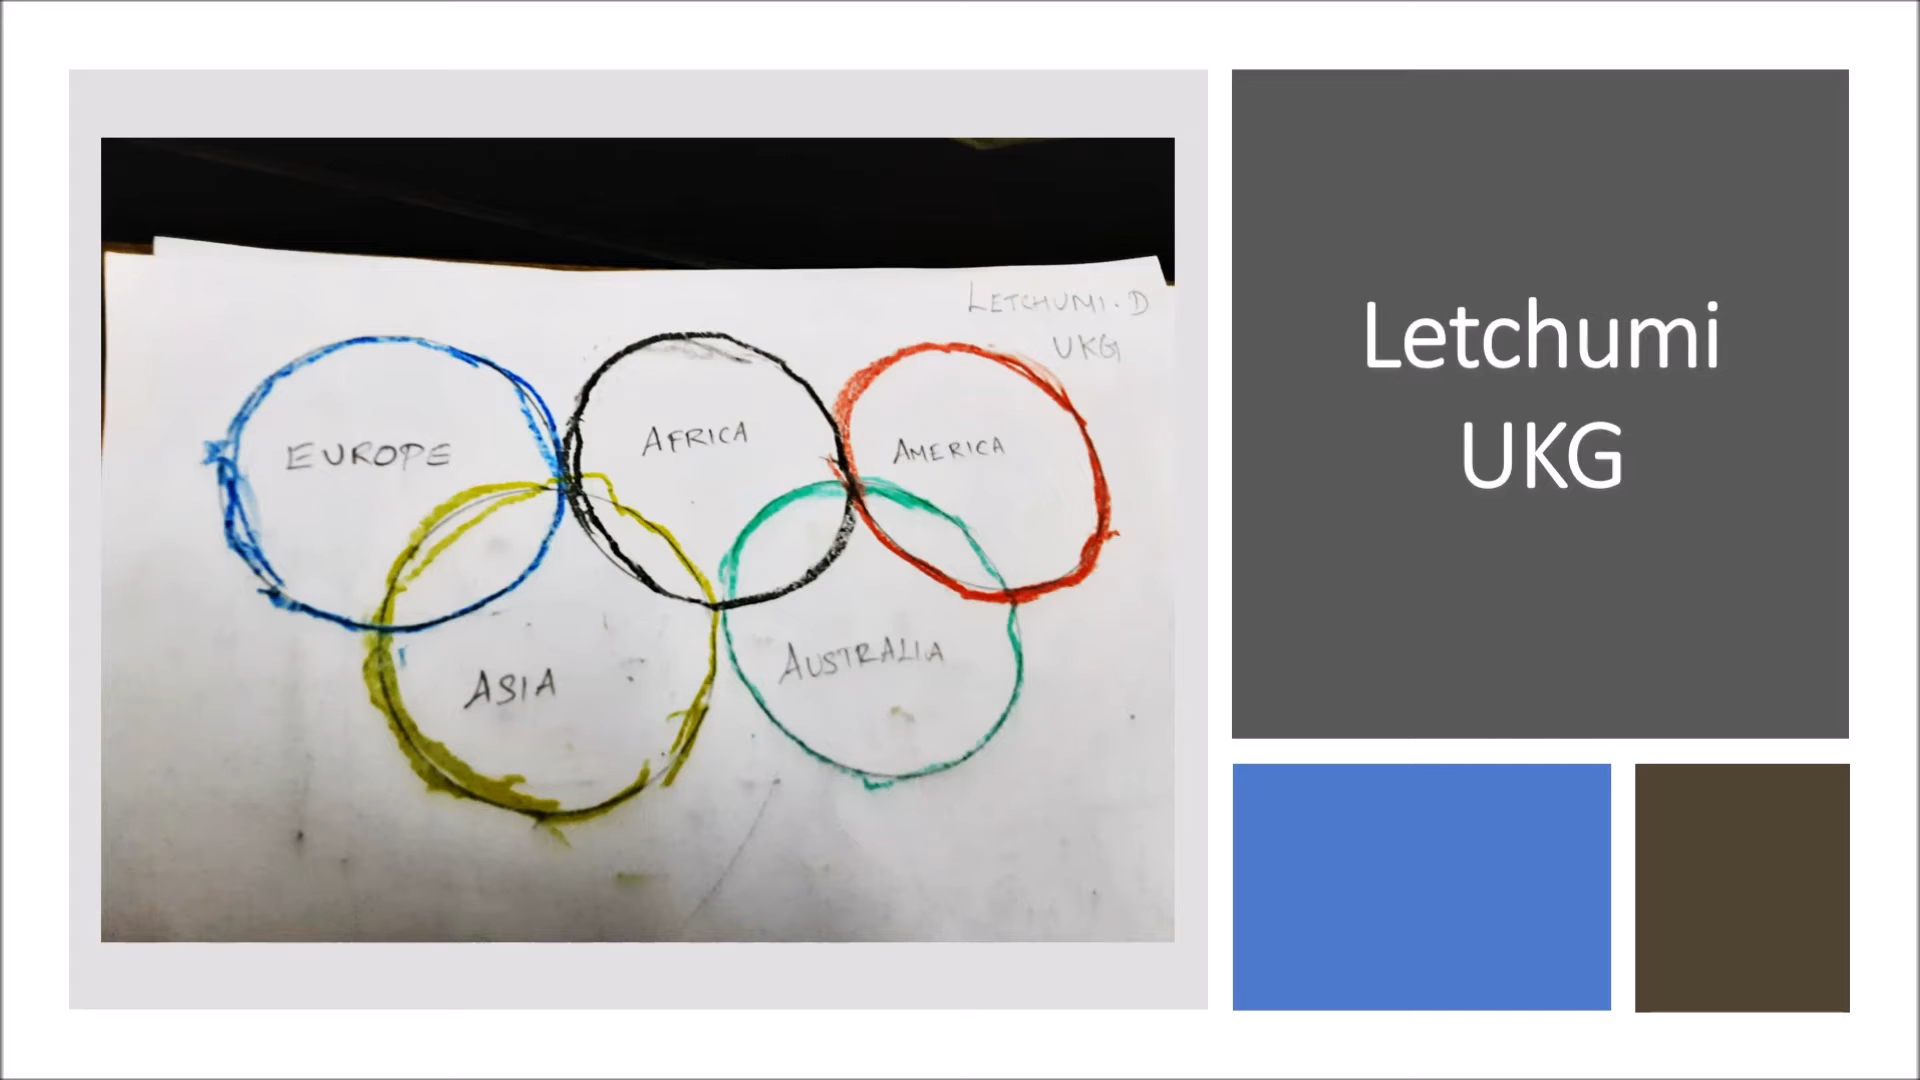 LETCHUMI.D
UKG
EUROPE
AFRICA
AMERICA
ASIA
AUSTRALIA
Letchumi
UKG